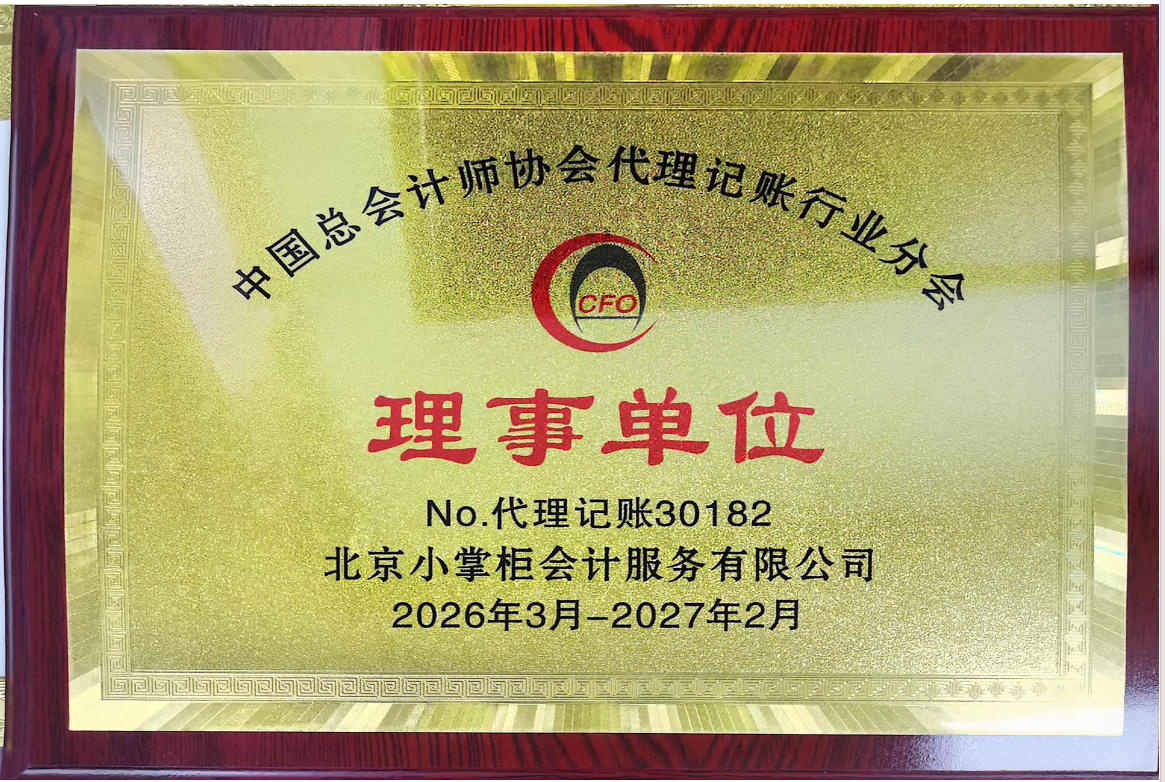 中国总会计师协会代理记账行业分会
CFO
理事单位
No.代理记账30182
北京小掌柜会计服务有限公司
2026年3月-2027年2月